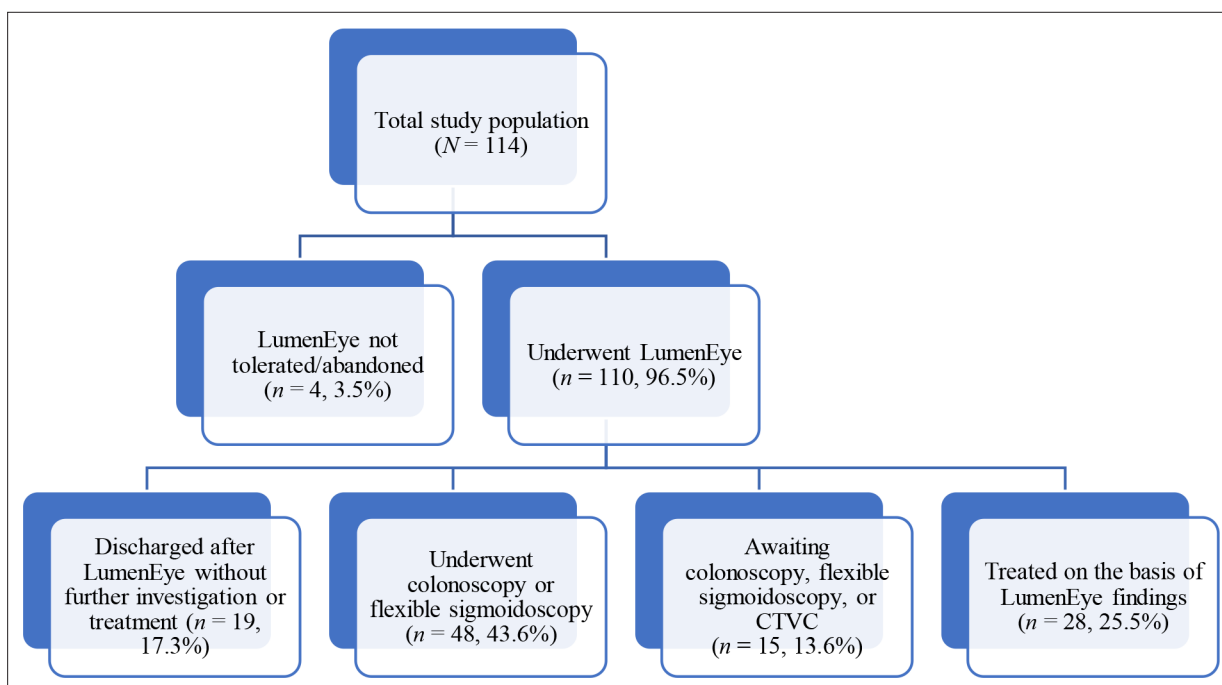 Total study population
(N = 114)
LumenEye not
tolerated/abandoned
(n = 4, 3.5%)
Underwent LumenEye
(n = 110, 96.5%)
Discharged after
LumenEye without
further investigation or
treatment (n = 19,
17.3%)
Underwent
colonoscopy or
flexible sigmoidoscopy
(n = 48, 43.6%)
Awaiting
colonoscopy, flexible
sigmoidoscopy, or
CTVC
(n = 15, 13.6%)
Treated on the basis of
LumenEye findings
(n = 28, 25.5%)